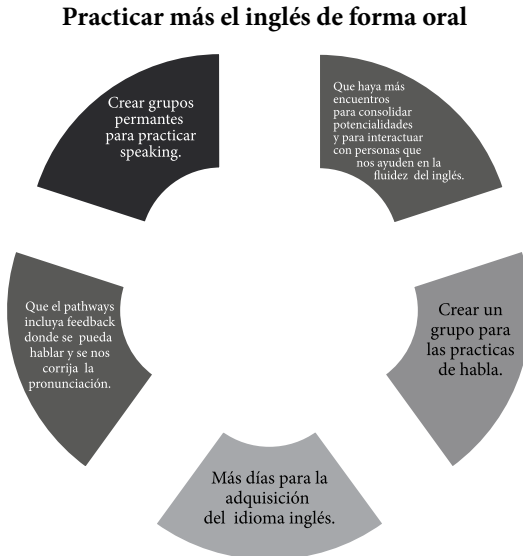 Practicar más el inglés de forma oral
Crear grupos
permantes
para practicar
speaking.
Que haya más
encuentros
para consolidar
potencialidades
y para interactuar
con personas que
nos ayuden en la
fluidez del inglés.
Crear un
grupo para
las practicas
de habla.
Más días para la
adquisición
del idioma inglés.
Que el pathways
incluya feedback
donde se pueda
hablar y se nos
corrija la
pronunciación.